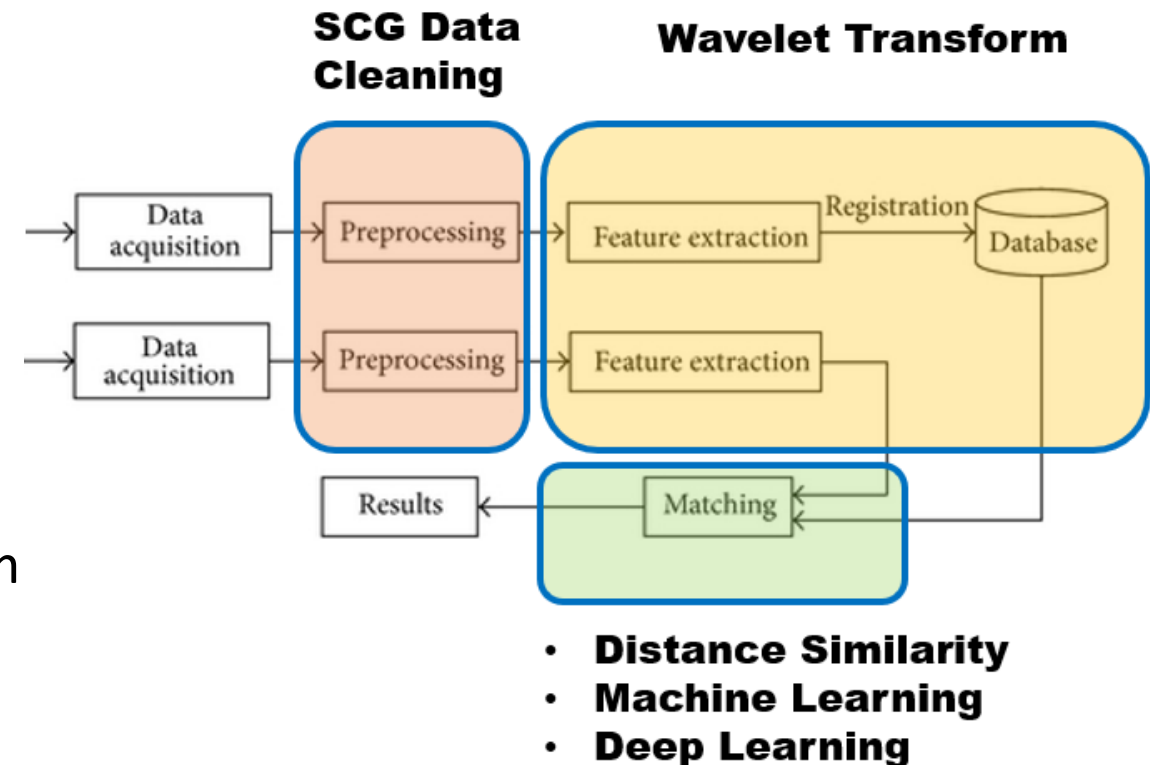 SCG Data
Cleaning
Wavelet Transform
Data
acquisition
Preprocessing
Feature extraction
Registration
Database
Data
acquisition
Preprocessing
Feature extraction
Results
Matching
n
• Distance Similarity
• Machine Learning
• Deep Learning